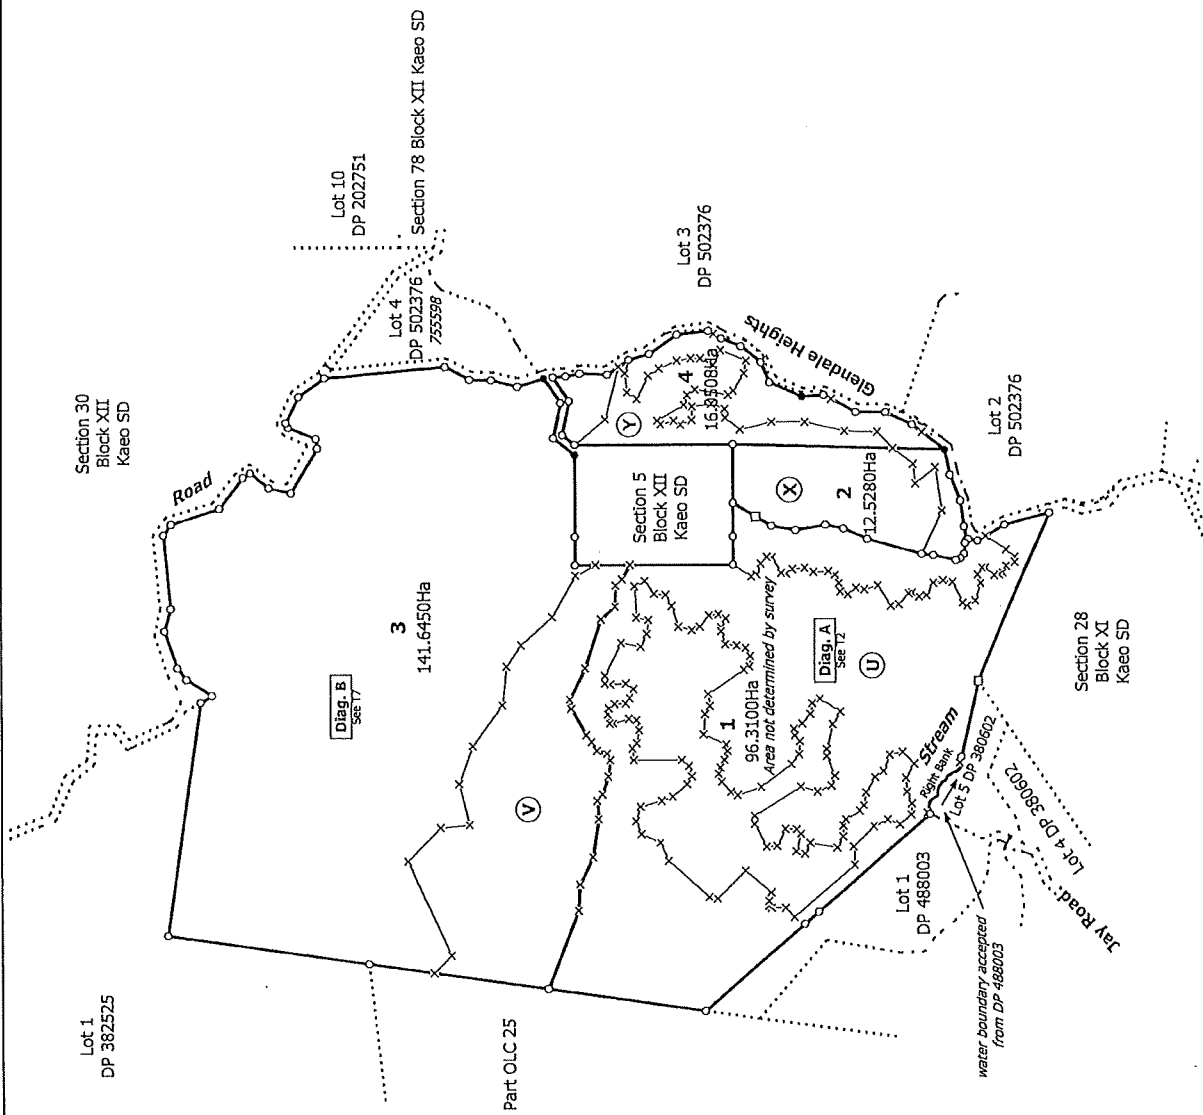 Section 78 Block XII Kaeo SD
Lot 10
DP 202751
Lot 4
DP 502376
755598
Lot 3
DP 502376
Section 30
Block XII
Kaeo SD
Road
Glendale Heights
4
16.8508Ha
Y
Lot 2
DP 502376
Section 5
Block XII
Kaeo SD
X
2
12.5280Ha
3
141.6450Ha
Diag. B
See T7
Diag. A
See T2
U
1
96.3100Ha
Area not determined by survey
V
Section 28
Block XI
Kaeo SD
Stream
Right Bank
Lot 5 DP 380602
Lot 4 DP 380602
Lot 1
DP 488003
Jay Road
water boundary accepted
from DP 488003
Lot 1
DP 382525
Part OLC 25